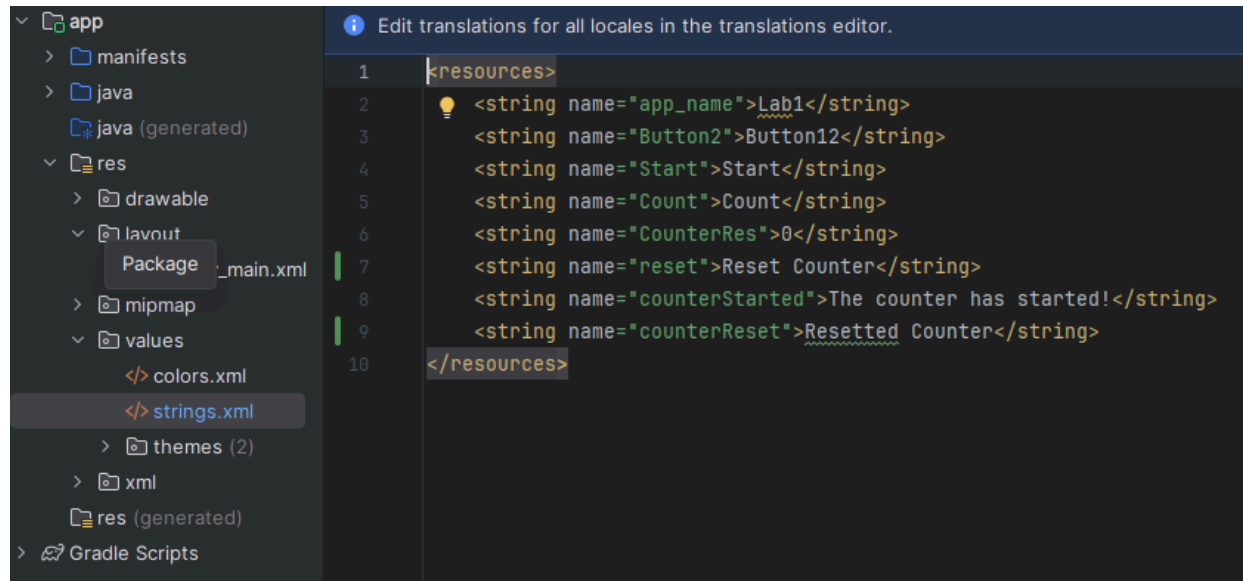 app
manifests
java
java (generated)
res
drawable
layout
Package
_main.xml
mipmap
values
colors.xml
strings.xml
themes (2)
xml
res (generated)
Gradle Scripts
Edit translations for all locales in the translations editor.
1 <resources>
2 <string name="app_name">Lab1</string>
3 <string name="Button2">Button12</string>
4 <string name="Start">Start</string>
5 <string name="Count">Count</string>
6 <string name="CounterRes">0</string>
7 <string name="reset">Reset Counter</string>
8 <string name="counterStarted">The counter has started!</string>
9 <string name="counterReset">Resetted Counter</string>
10 </resources>